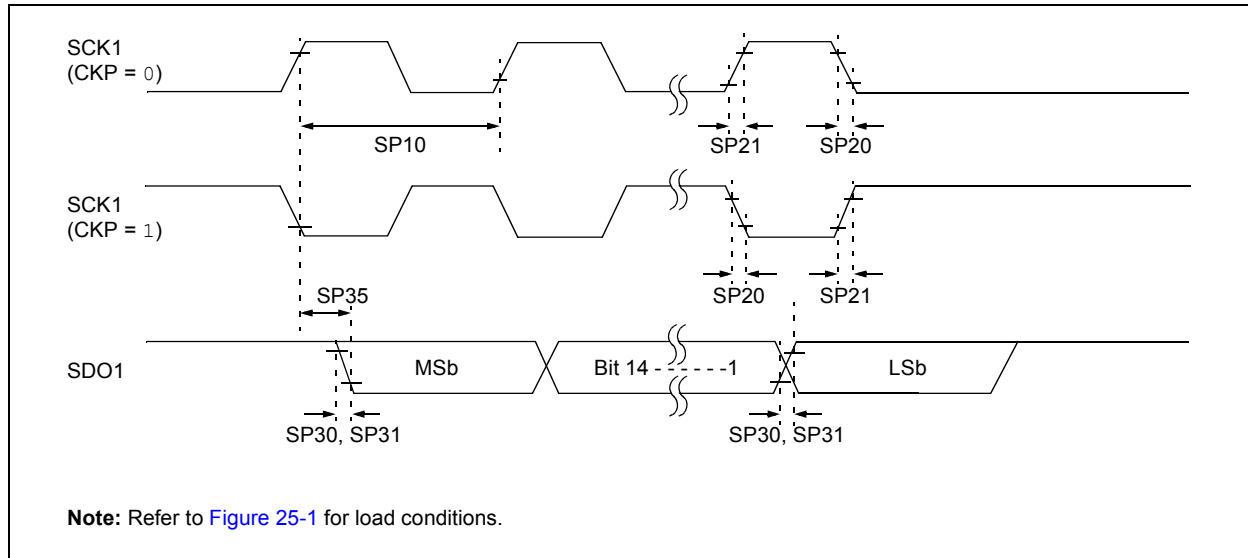 SCK1
(CKP = 0)
SP10
SP21
SP20
SCK1
(CKP = 1)
SP20
SP21
SP35
SDO1
MSb
Bit 14 - - - - - -1
LSb
SP30, SP31
SP30, SP31
Note: Refer to Figure 25-1 for load conditions.